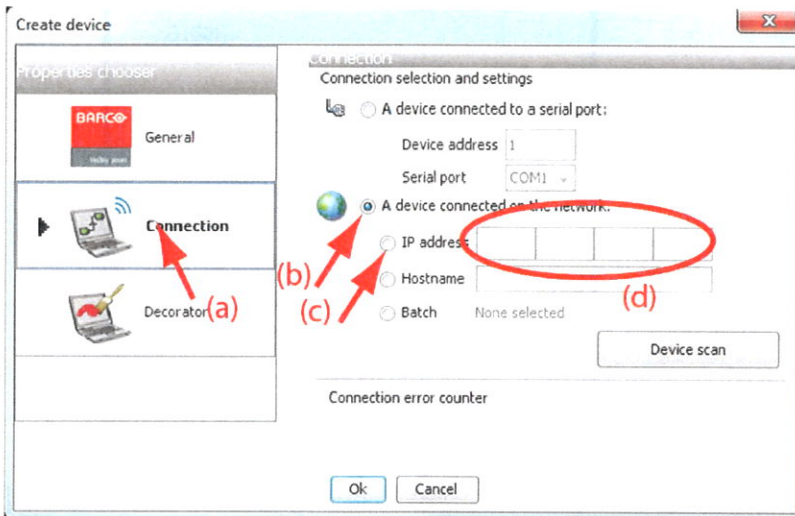 Create device
Properties chooser
BARCO
Visibly yours
General
Connection
Decorator
(a)
Connection
Connection selection and settings
A device connected to a serial port:
Device address 1
Serial port COM1
A device connected on the network:
(b)
IP address
(c)
Hostname
(d)
Batch None selected
Device scan
Connection error counter
Ok Cancel